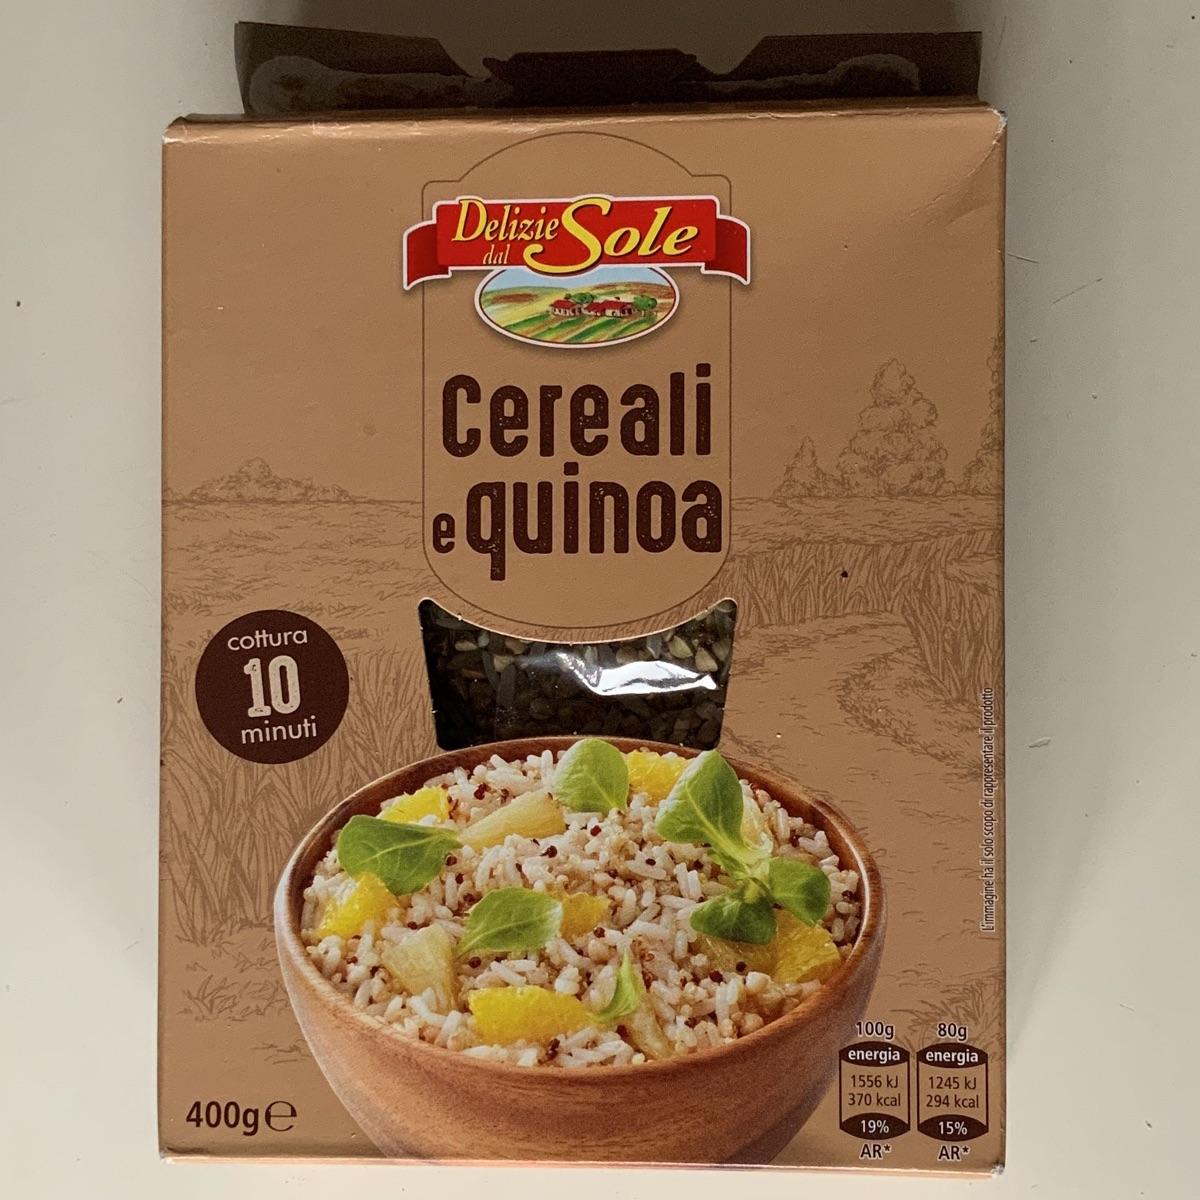 Delizie
dal Sole
Cereali
e quinoa
cottura
10
minuti
L'immagine ha il solo scopo di rappresentare il prodotto
100g
energia
1556 kJ
370 kcal
19%
AR*
80g
energia
1245 kJ
294 kcal
15%
AR*
400g e